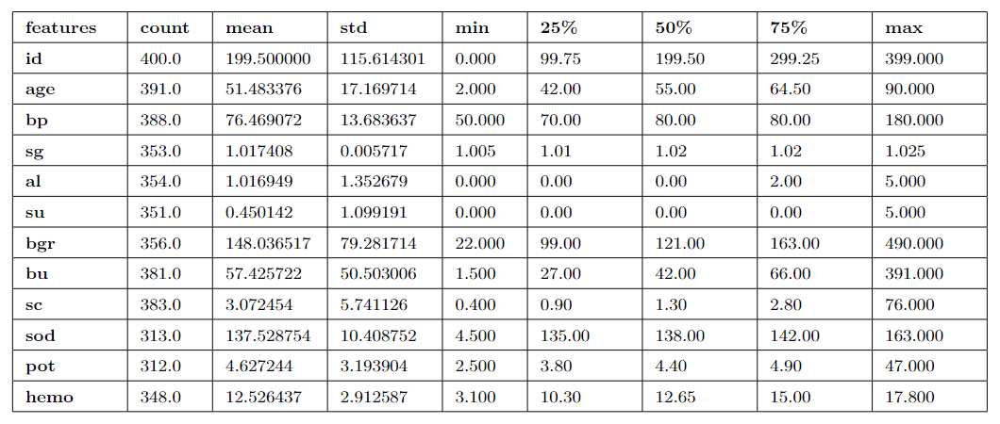 features count mean std min 25% 50% 75% max
id 400.0 199.500000 115.614301 0.000 99.75 199.50 299.25 399.000
age 391.0 51.483376 17.169714 2.000 42.00 55.00 64.50 90.000
bp 388.0 76.469072 13.683637 50.000 70.00 80.00 80.00 180.000
sg 353.0 1.017408 0.005717 1.005 1.01 1.02 1.02 1.025
al 354.0 1.016949 1.352679 0.000 0.00 0.00 2.00 5.000
su 351.0 0.450142 1.099191 0.000 0.00 0.00 0.00 5.000
bgr 356.0 148.036517 79.281714 22.000 99.00 121.00 163.00 490.000
bu 381.0 57.425722 50.503006 1.500 27.00 42.00 66.00 391.000
sc 383.0 3.072454 5.741126 0.400 0.90 1.30 2.80 76.000
sod 313.0 137.528754 10.408752 4.500 135.00 138.00 142.00 163.000
pot 312.0 4.627244 3.193904 2.500 3.80 4.40 4.90 47.000
hemo 348.0 12.526437 2.912587 3.100 10.30 12.65 15.00 17.800